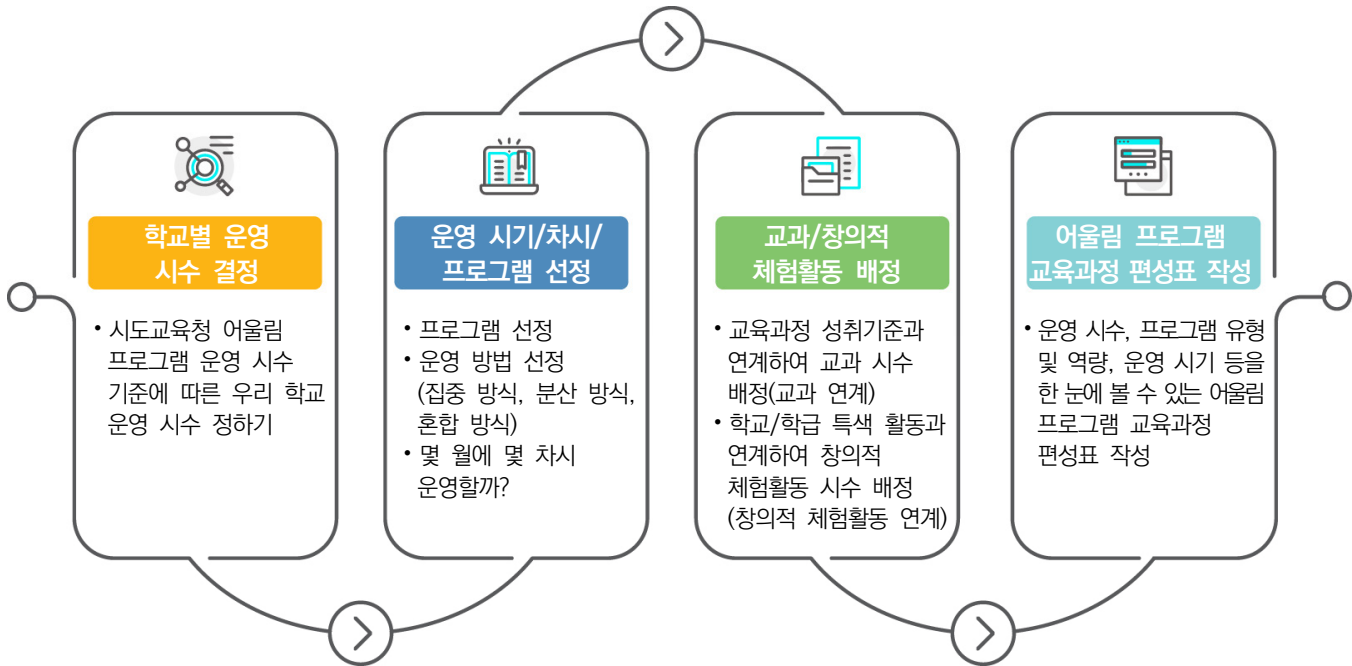 학교별 운영
시수 결정
• 시도교육청 어울림
프로그램 운영 시수
기준에 따른 우리 학교
운영 시수 정하기
운영 시기/차시/
프로그램 선정
• 프로그램 선정
• 운영 방법 선정
(집중 방식, 분산 방식,
혼합 방식)
• 몇 월에 몇 차시
운영할까?
교과/창의적
체험활동 배정
• 교육과정 성취기준과
연계하여 교과 시수
배정(교과 연계)
• 학교/학급 특색 활동과
연계하여 창의적
체험활동 시수 배정
(창의적 체험활동 연계)
어울림 프로그램
교육과정 편성표 작성
• 운영 시수, 프로그램 유형
및 역량, 운영 시기 등을
한 눈에 볼 수 있는 어울림
프로그램 교육과정
편성표 작성